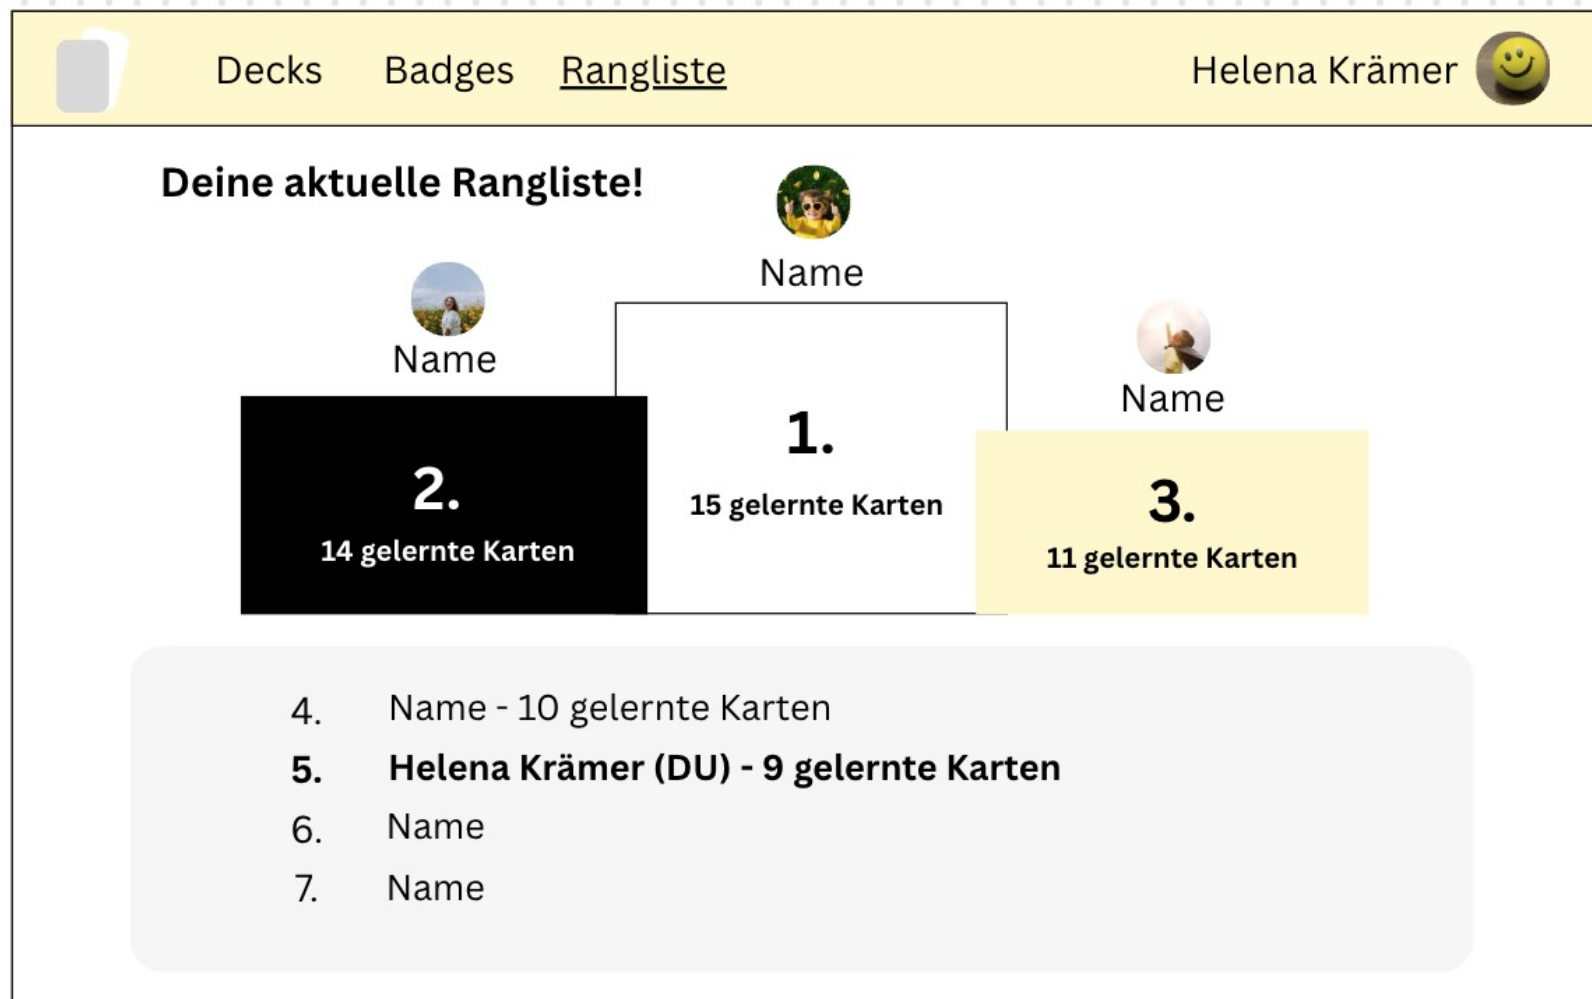 Decks Badges Rangliste Helena Krämer
Deine aktuelle Rangliste!
Name
Name
Name
1.
15 gelernte Karten
2.
14 gelernte Karten
3.
11 gelernte Karten
4. Name - 10 gelernte Karten
5. Helena Krämer (DU) - 9 gelernte Karten
6. Name
7. Name